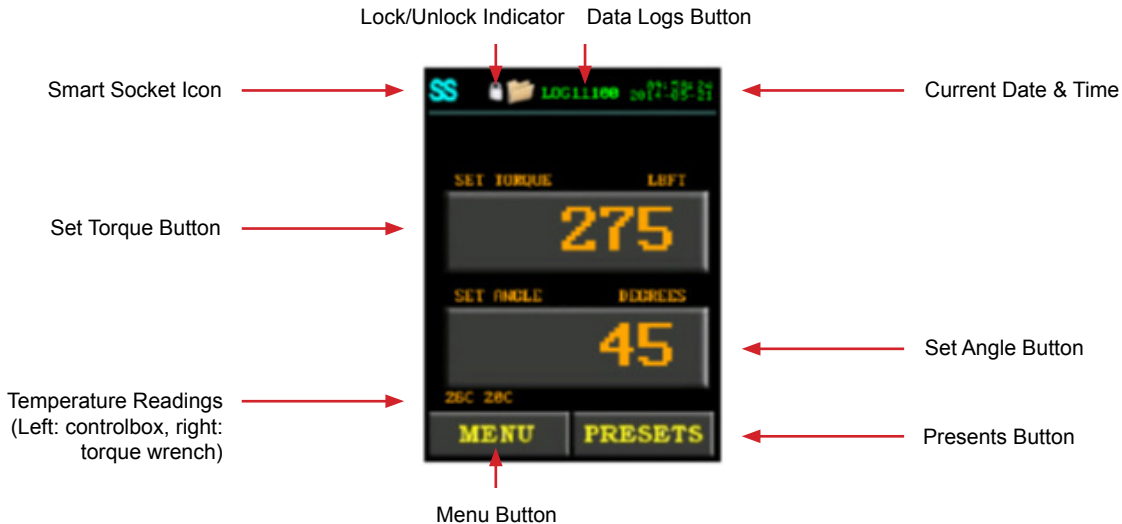 Lock/Unlock Indicator
Data Logs Button
Smart Socket Icon
SS
Current Date & Time
SET TORQUE
LBFT
Set Torque Button
275
SET ANGLE
DEGREES
45
Set Angle Button
Temperature Readings
(Left: controlbox, right:
torque wrench)
26C 20C
MENU
PRESETS
Presents Button
Menu Button